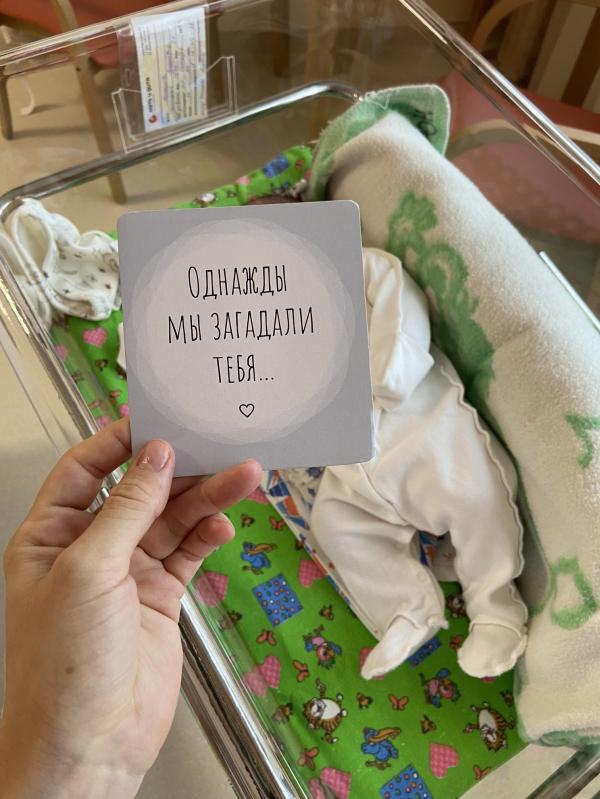 Однажды
мы загадали
тебя...